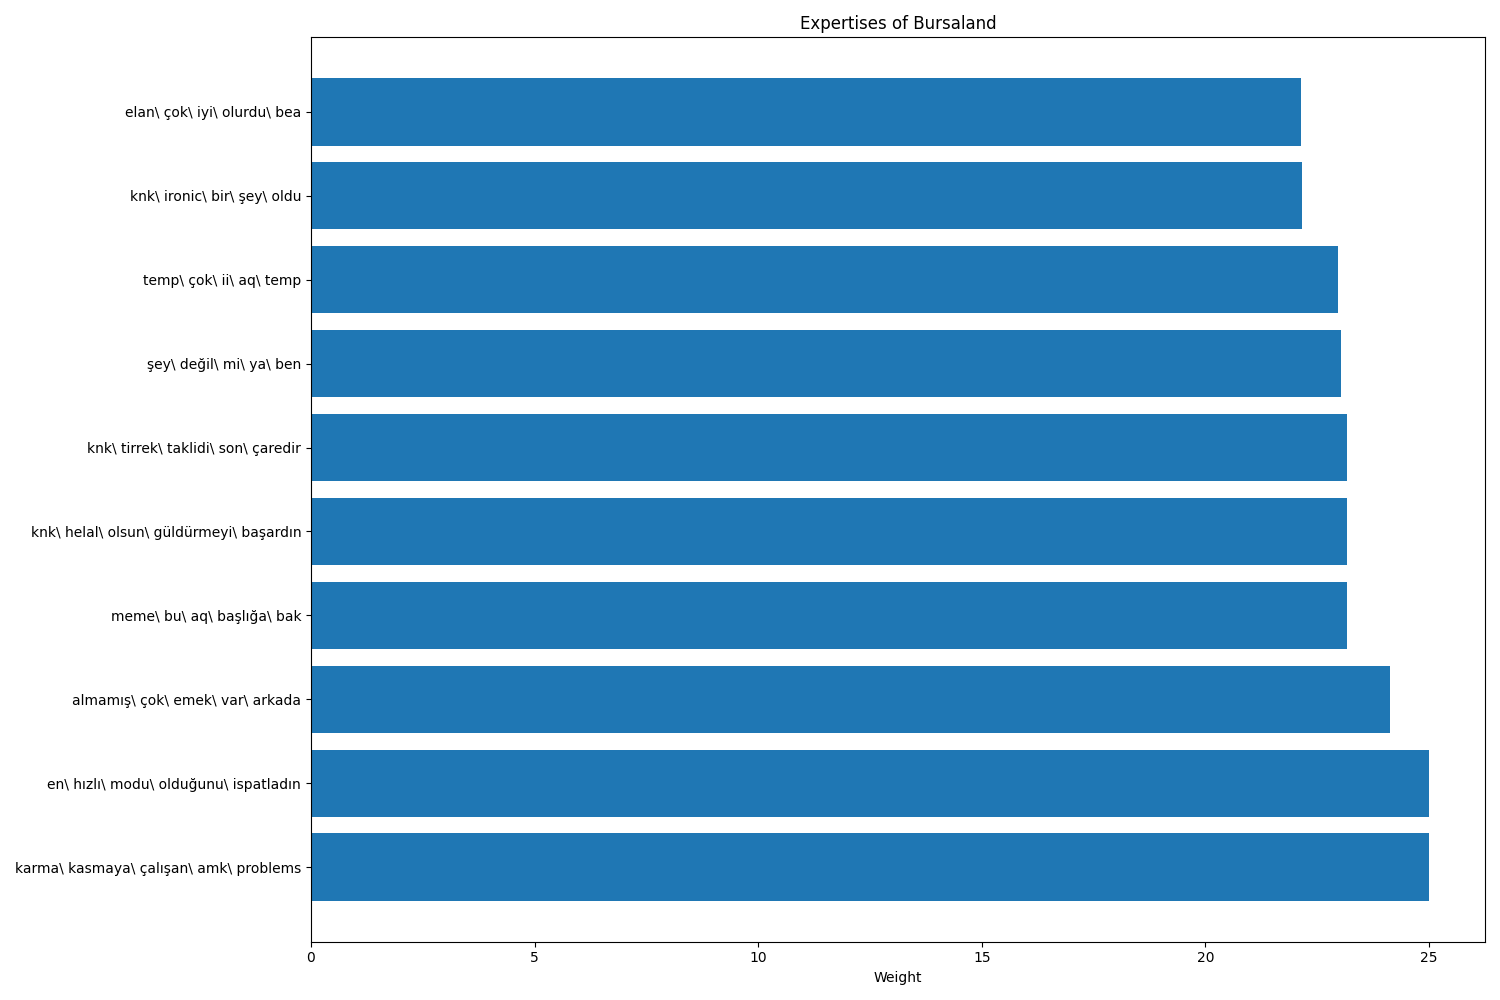 Expertises of Bursaland
elan\ çok\ iyi\ olurdu\ bea
knk\ ironic\ bir\ şey\ oldu
temp\ çok\ ii\ aq\ temp
şey\ değil\ mi\ ya\ ben
knk\ tirrek\ taklidi\ son\ çaredir
knk\ helal\ olsun\ güldürmeyi\ başardın
meme\ bu\ aq\ başlığa\ bak
almamış\ çok\ emek\ var\ arkada
en\ hızlı\ modu\ olduğunu\ ispatladın
karma\ kasmaya\ çalışan\ amk\ problems
0 5 10 15 20 25
Weight